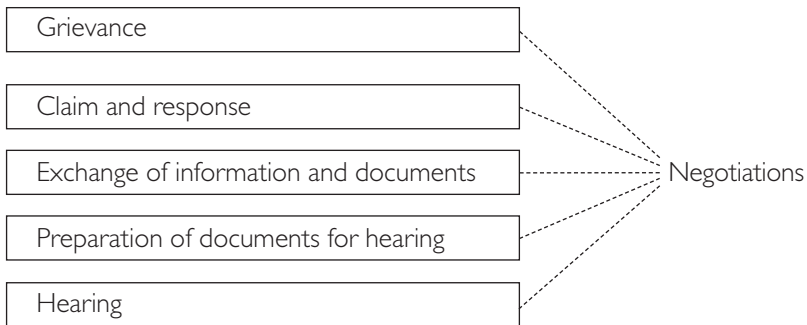 Grievance
Claim and response
Exchange of information and documents
Negotiations
Preparation of documents for hearing
Hearing